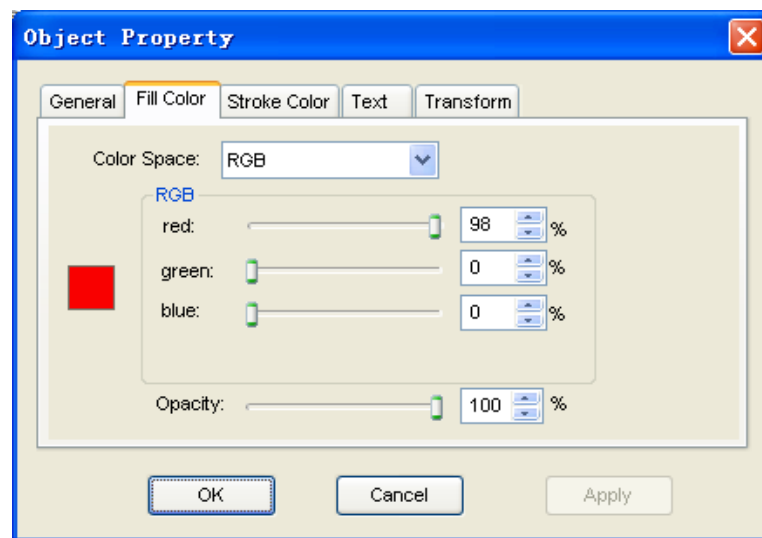 Object Property
General Fill Color Stroke Color Text Transform
Color Space: RGB
RGB
red: 98 %
green: 0 %
blue: 0 %
Opacity: 100 %
OK Cancel Apply